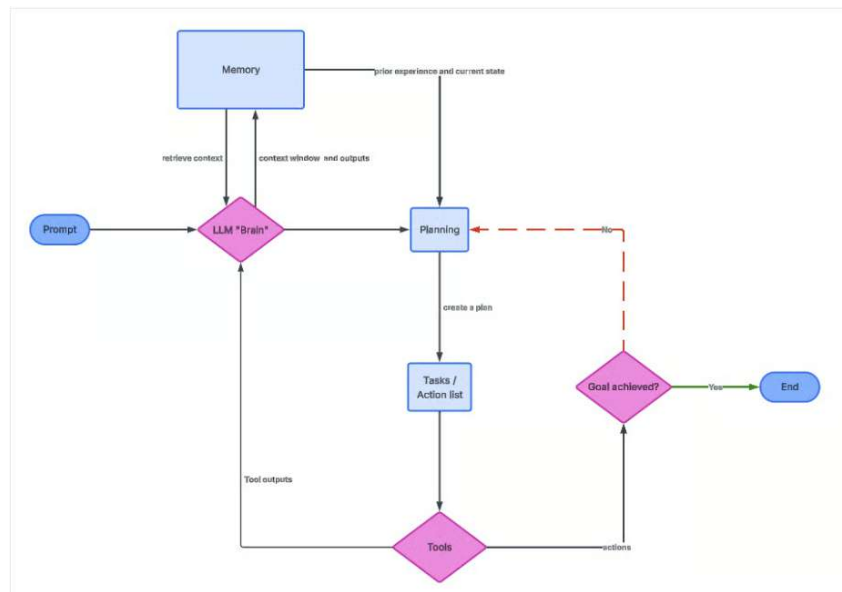 Memory
prior experience and current state
retrieve context
context window and outputs
Prompt
LLM "Brain"
Planning
No
create a plan
Tasks /
Action list
Goal achieved?
Yes
End
Tool outputs
Tools
actions